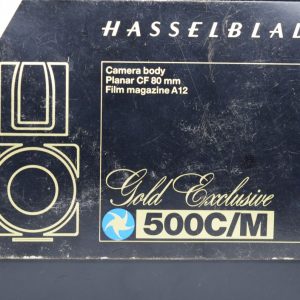 HASSELBLAD
Camera body
Planar CF 80 mm
Film magazine A12
Gold Exclusive
500C/M